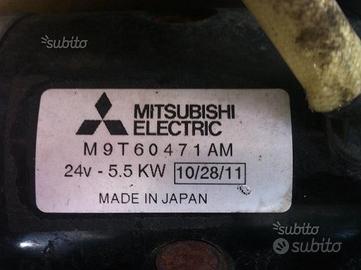 subito
MITSUBISHI
ELECTRIC
M9T60471AM
24v - 5.5 KW 10/28/11
MADE IN JAPAN
subito
subito